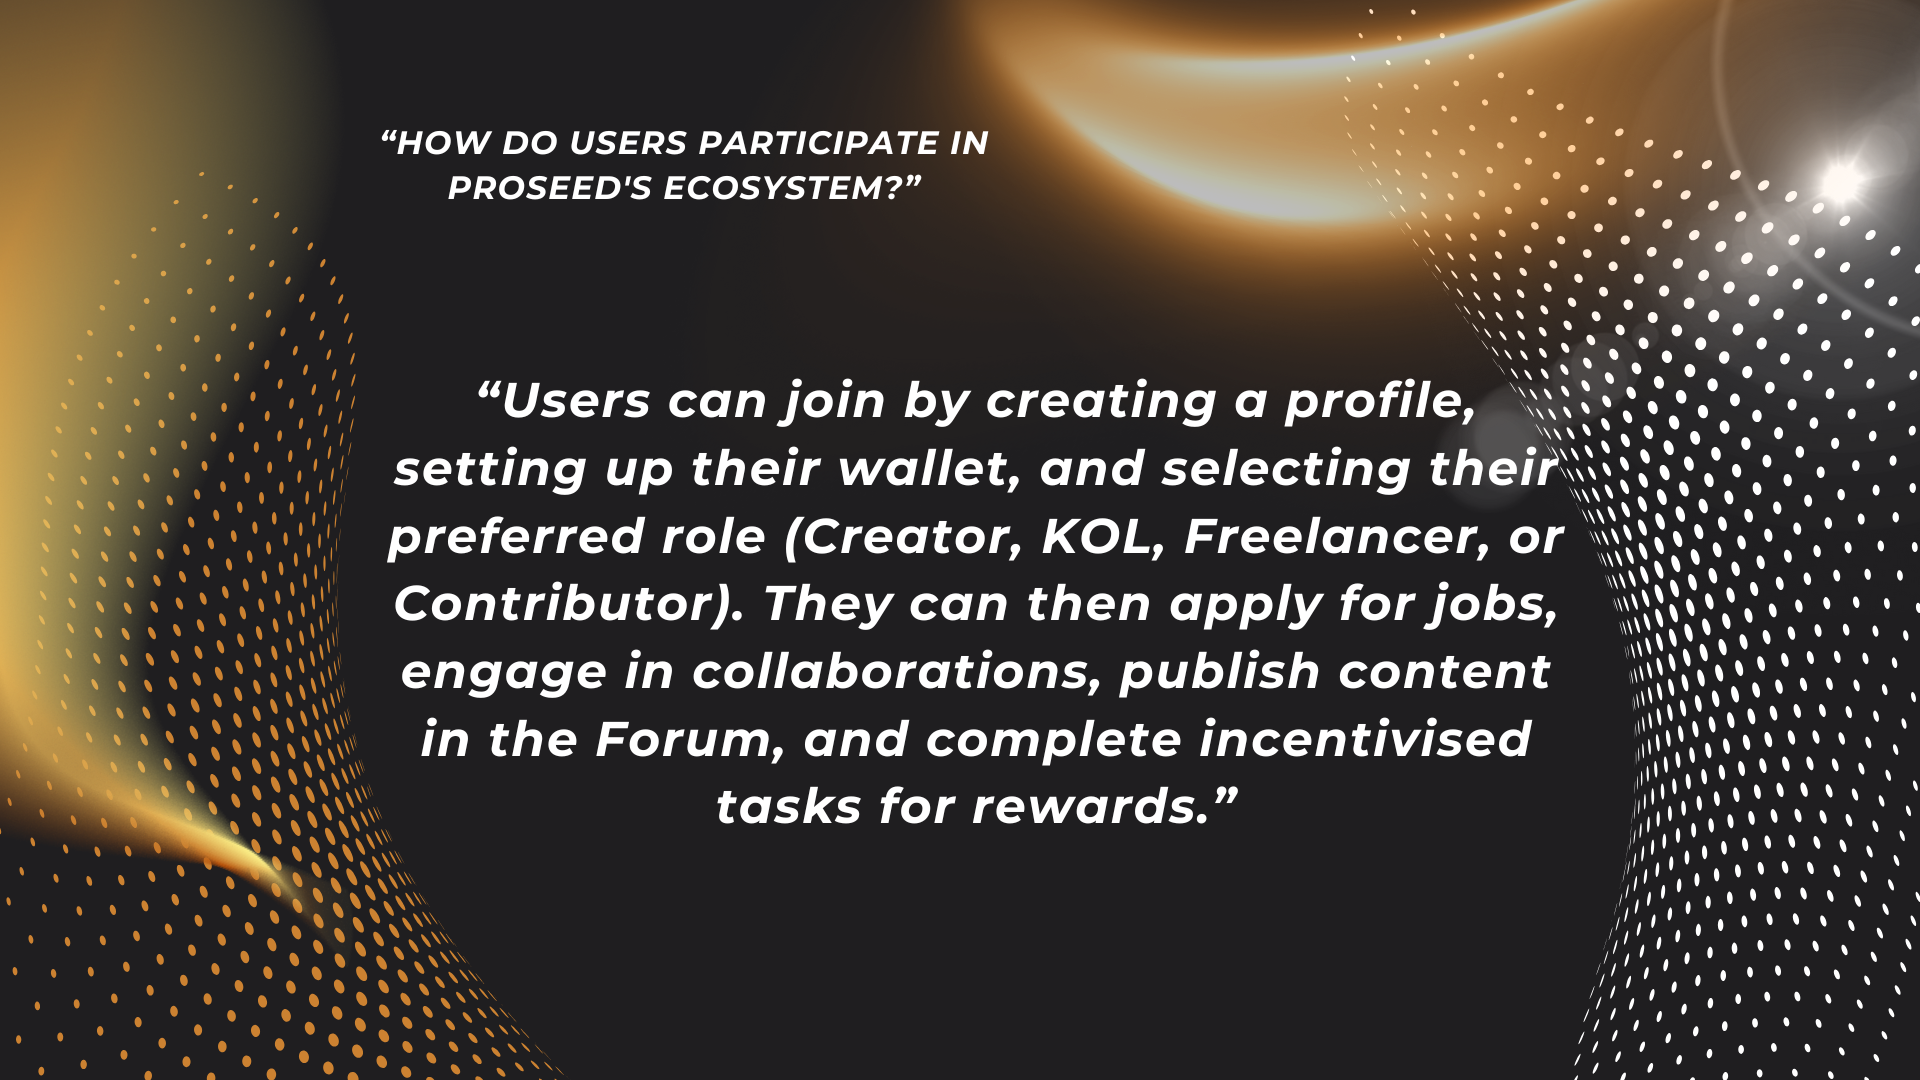 “HOW DO USERS PARTICIPATE IN
PROSEED'S ECOSYSTEM?”
“Users can join by creating a profile,
setting up their wallet, and selecting their
preferred role (Creator, KOL, Freelancer, or
Contributor). They can then apply for jobs,
engage in collaborations, publish content
in the Forum, and complete incentivised
tasks for rewards.”